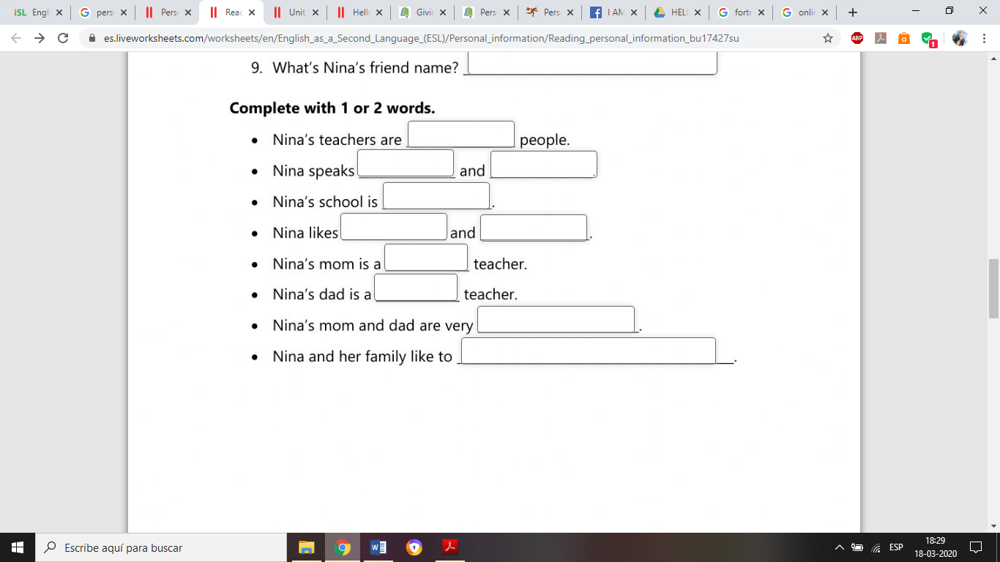 iSL Engl
pers
Pers
Reac
Unit
Hello
Givin
Pers
Pers
I AM
HELL
fortn
onlin
es.liveworksheets.com/worksheets/en/English_as_a_Second_Language_(ESL)/Personal_information/Reading_personal_information_bu17427su
ABP
a
1
9. What's Nina's friend name?
Complete with 1 or 2 words.
• Nina's teachers are people.
• Nina speaks and .
• Nina's school is .
• Nina likes and .
• Nina's mom is a teacher.
• Nina's dad is a teacher.
• Nina's mom and dad are very .
• Nina and her family like to .
Escribe aquí para buscar
ESP
18:29
18-03-2020